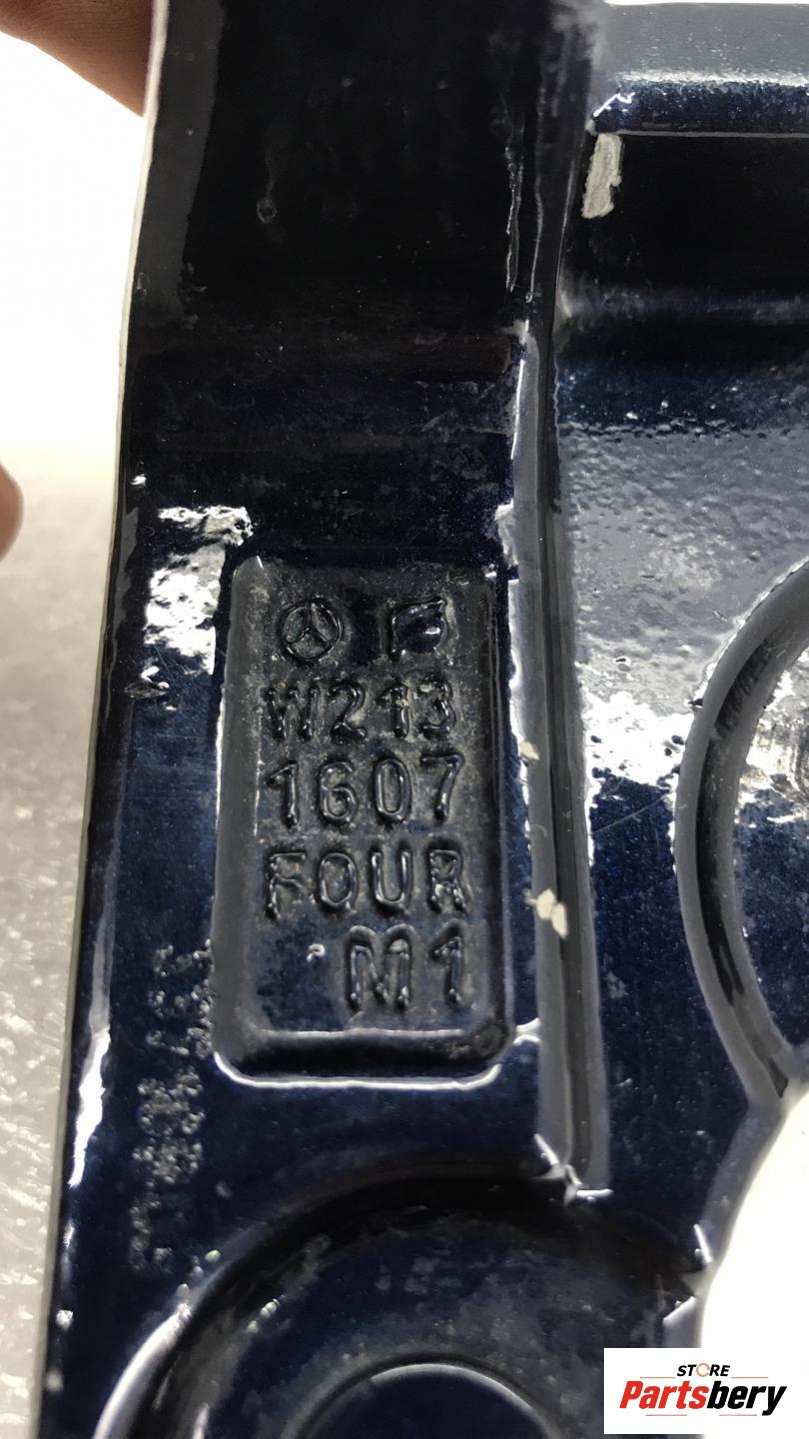 W213
1607
FOUR
M1
STORE
Partsbery